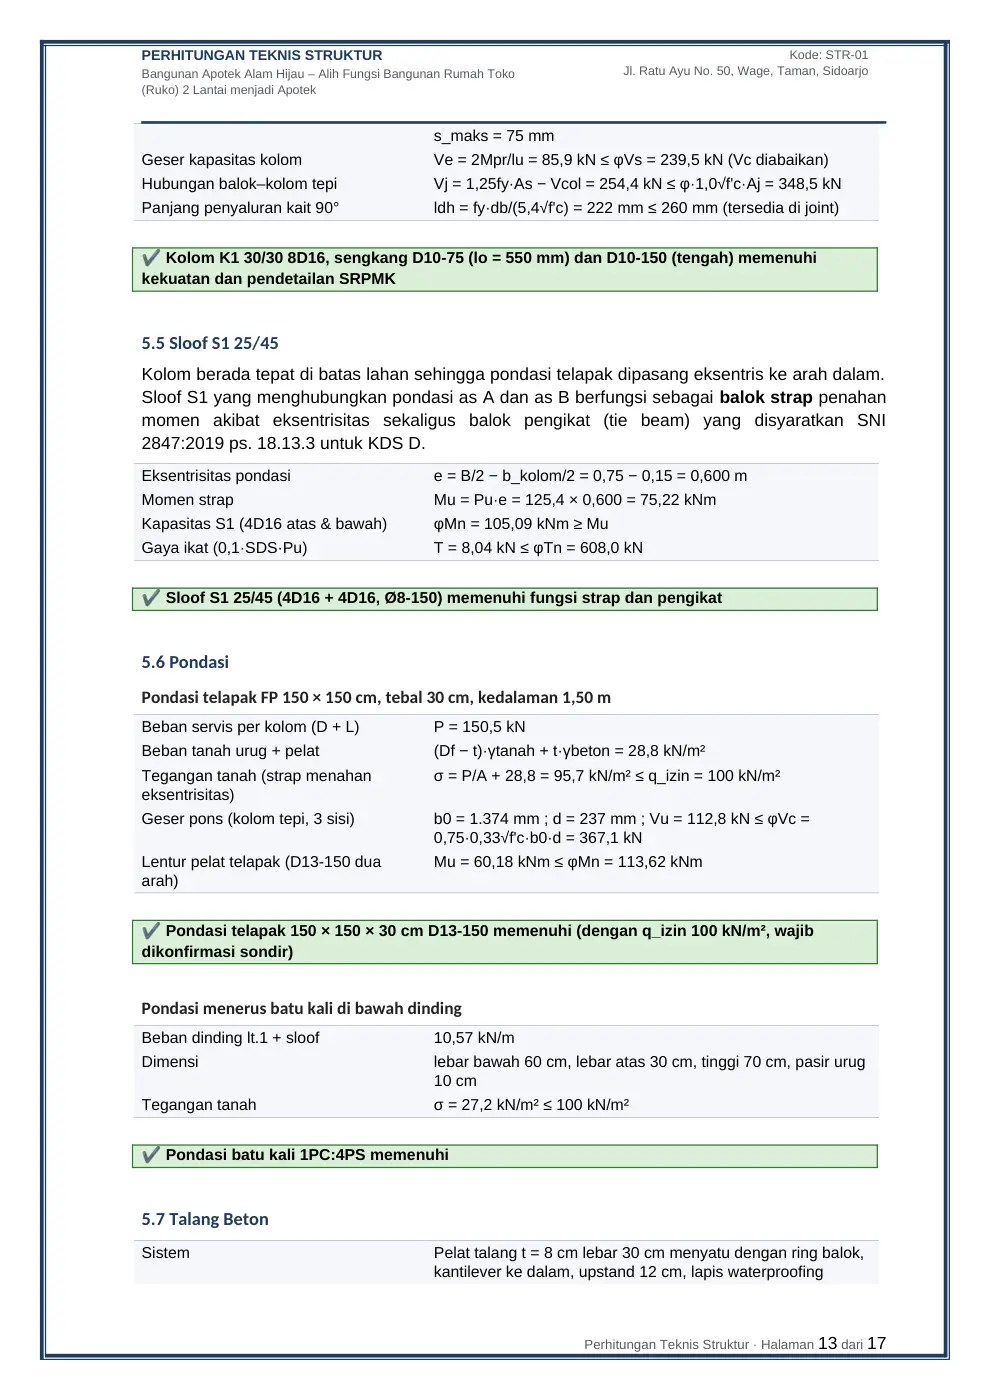 PERHITUNGAN TEKNIS STRUKTUR
Bangunan Apotek Alam Hijau – Alih Fungsi Bangunan Rumah Toko
(Ruko) 2 Lantai menjadi Apotek
Kode: STR-01
Jl. Ratu Ayu No. 50, Wage, Taman, Sidoarjo
s_maks = 75 mm
Geser kapasitas kolom Ve = 2Mpr/lu = 85,9 kN ≤ φVs = 239,5 kN (Vc diabaikan)
Hubungan balok–kolom tepi Vj = 1,25fy·As − Vcol = 254,4 kN ≤ φ·1,0√f'c·Aj = 348,5 kN
Panjang penyaluran kait 90° ldh = fy·db/(5,4√f'c) = 222 mm ≤ 260 mm (tersedia di joint)
✔ Kolom K1 30/30 8D16, sengkang D10-75 (lo = 550 mm) dan D10-150 (tengah) memenuhi
kekuatan dan pendetailan SRPMK
5.5 Sloof S1 25/45
Kolom berada tepat di batas lahan sehingga pondasi telapak dipasang eksentris ke arah dalam.
Sloof S1 yang menghubungkan pondasi as A dan as B berfungsi sebagai balok strap penahan
momen akibat eksentrisitas sekaligus balok pengikat (tie beam) yang disyaratkan SNI
2847:2019 ps. 18.13.3 untuk KDS D.
Eksentrisitas pondasi e = B/2 − b_kolom/2 = 0,75 − 0,15 = 0,600 m
Momen strap Mu = Pu·e = 125,4 × 0,600 = 75,22 kNm
Kapasitas S1 (4D16 atas & bawah) φMn = 105,09 kNm ≥ Mu
Gaya ikat (0,1·SDS·Pu) T = 8,04 kN ≤ φTn = 608,0 kN
✔ Sloof S1 25/45 (4D16 + 4D16, Ø8-150) memenuhi fungsi strap dan pengikat
5.6 Pondasi
Pondasi telapak FP 150 × 150 cm, tebal 30 cm, kedalaman 1,50 m
Beban servis per kolom (D + L) P = 150,5 kN
Beban tanah urug + pelat (Df − t)·γtanah + t·γbeton = 28,8 kN/m²
Tegangan tanah (strap menahan σ = P/A + 28,8 = 95,7 kN/m² ≤ q_izin = 100 kN/m²
eksentrisitas)
Geser pons (kolom tepi, 3 sisi) b0 = 1.374 mm ; d = 237 mm ; Vu = 112,8 kN ≤ φVc =
0,75·0,33√f'c·b0·d = 367,1 kN
Lentur pelat telapak (D13-150 dua Mu = 60,18 kNm ≤ φMn = 113,62 kNm
arah)
✔ Pondasi telapak 150 × 150 × 30 cm D13-150 memenuhi (dengan q_izin 100 kN/m², wajib
dikonfirmasi sondir)
Pondasi menerus batu kali di bawah dinding
Beban dinding lt.1 + sloof 10,57 kN/m
Dimensi lebar bawah 60 cm, lebar atas 30 cm, tinggi 70 cm, pasir urug
10 cm
Tegangan tanah σ = 27,2 kN/m² ≤ 100 kN/m²
✔ Pondasi batu kali 1PC:4PS memenuhi
5.7 Talang Beton
Sistem Pelat talang t = 8 cm lebar 30 cm menyatu dengan ring balok,
kantilever ke dalam, upstand 12 cm, lapis waterproofing
Perhitungan Teknis Struktur · Halaman 13 dari 17